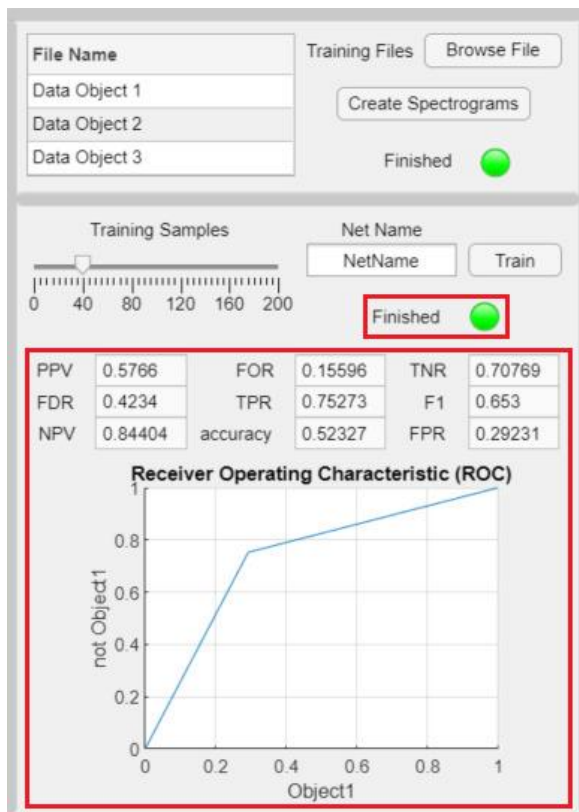 File Name
Training Files
Browse File
Data Object 1
Create Spectrograms
Data Object 2
Data Object 3
Finished
Training Samples
Net Name
NetName
Train
0 40 80 120 160 200
Finished
PPV 0.5766 FOR 0.15596 TNR 0.70769
FDR 0.4234 TPR 0.75273 F1 0.653
NPV 0.84404 accuracy 0.52327 FPR 0.29231
Receiver Operating Characteristic (ROC)
1
0.8
0.6
0.4
0.2
0
not Object1
0 0.2 0.4 0.6 0.8 1
Object1